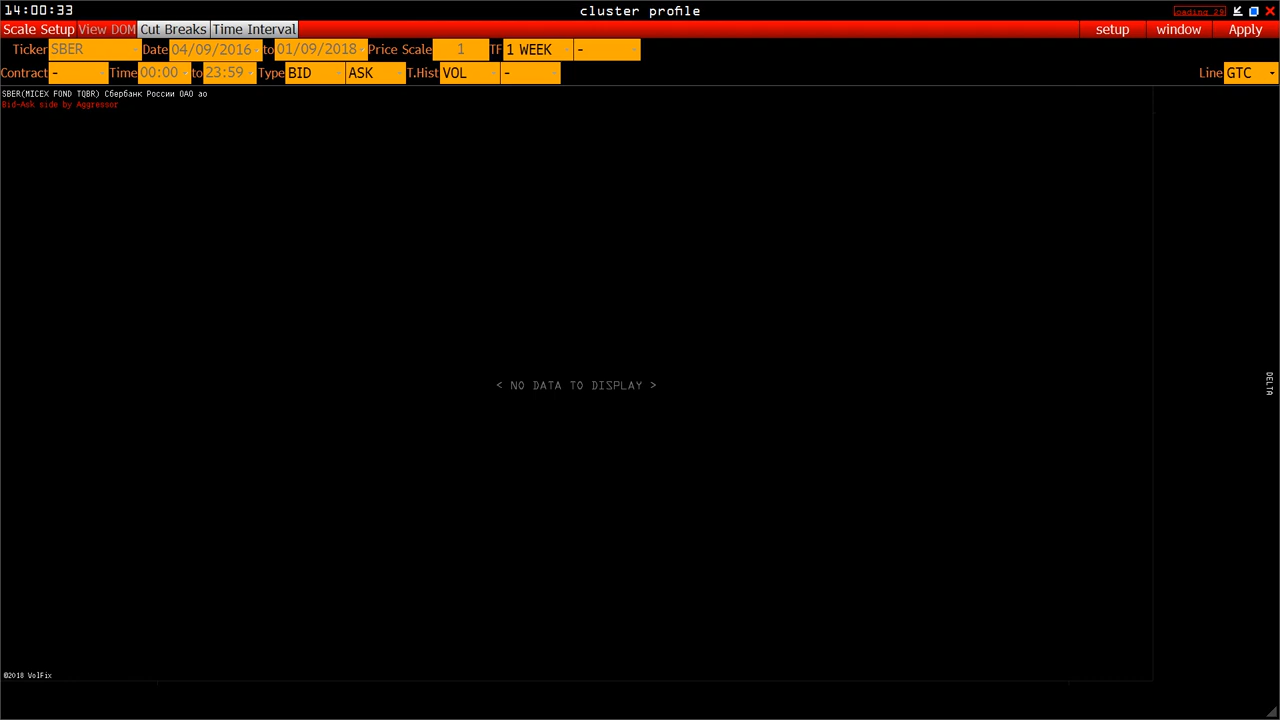 14:00:33 cluster profile oading 29
Scale Setup View DOM Cut Breaks Time Interval setup window Apply
Ticker SBER Date 04/09/2016 to 01/09/2018 Price Scale 1 TF 1 WEEK -
Contract - Time 00:00 to 23:59 Type BID ASK T.Hist VOL - Line GTC
SBER(MICEX FOND TQBR) Сбербанк России ОАО ао
Bid-Ask side by Aggressor
< NO DATA TO DISPLAY >
DELTA
©2018 VolFix